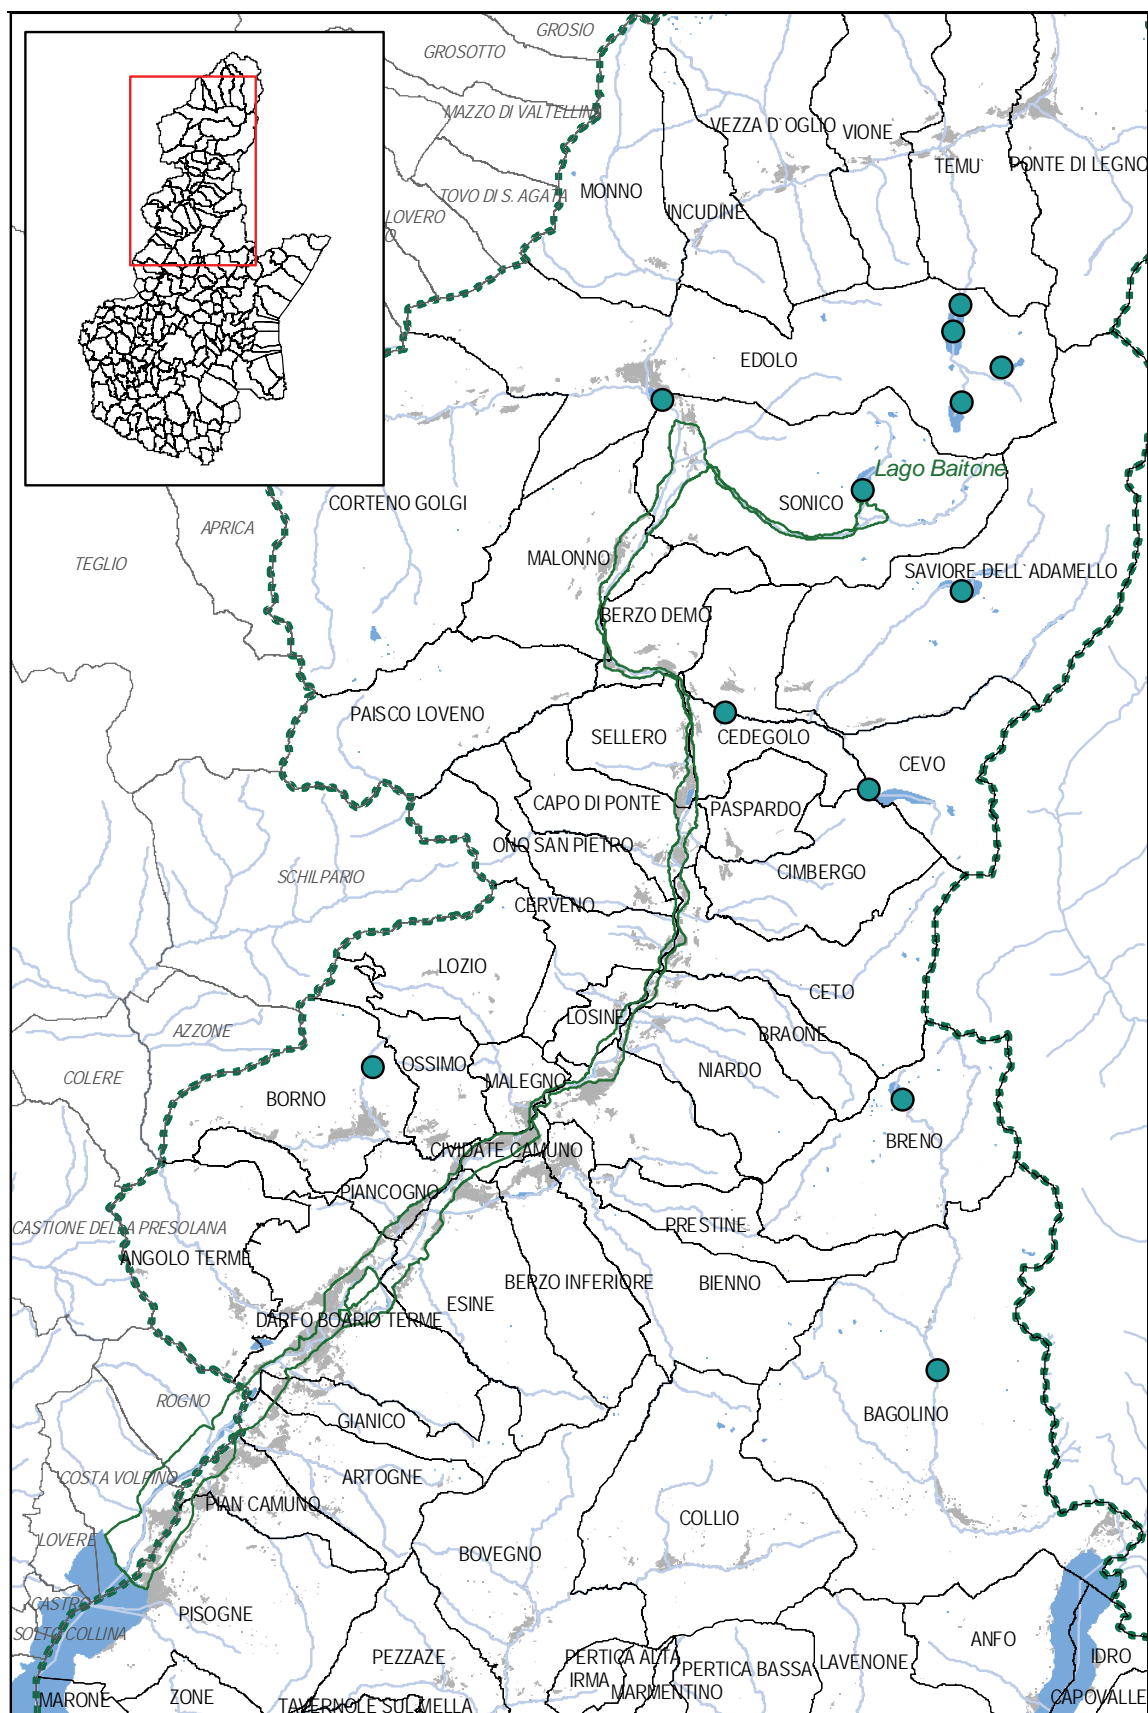 GROSIO
GROSOTTO
MAZZO DI VALTELLINA
VEZZA D`OGLIO
VIONE
TEMU`
PONTE DI LEGNO
TOVO DI S. AGATA
MONNO
INCUDINE
LOVERO
O
EDOLO
Lago Baitone
SONICO
CORTENO GOLGI
APRICA
TEGLIO
MALONNO
SAVIORE DELL`ADAMELLO
BERZO DEMO
PAISCO LOVENO
SELLERO
CEDEGOLO
CEVO
CAPO DI PONTE
PASPARDO
ONO SAN PIETRO
CIMBERGO
SCHILPARIO
CERVENO
LOZIO
CETO
LOSINE
BRAONE
AZZONE
OSSIMO
NIARDO
COLERE
MALEGNO
BORNO
BRENO
CIVIDATE CAMUNO
PIANCOGNO
PRESTINE
CASTIONE DELLA PRESOLANA
ANGOLO TERME
BERZO INFERIORE
BIENNO
ESINE
DARFO BOARIO TERME
ROGNO
GIANICO
BAGOLINO
COSTA VOLPINO
ARTOGNE
PIAN CAMUNO
COLLIO
LOVERE
BOVEGNO
CASTRO
PISOGNE
SOLTO COLLINA
ANFO
PEZZAZE
PERTICA ALTA
LAVENONE
IDRO
IRMA
PERTICA BASSA
MARMENTINO
MARONE
ZONE
TAVERNOLE SUL MELLA
CAPOVALLE